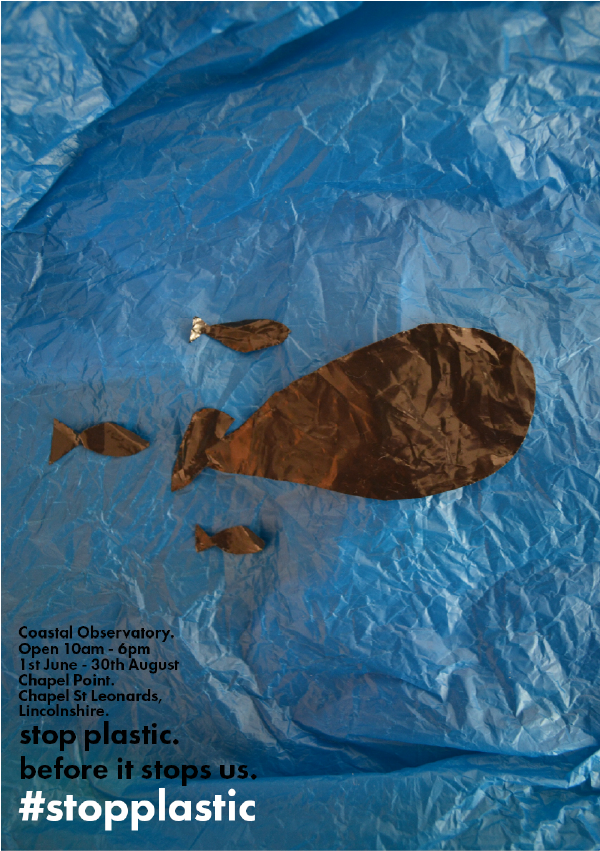 Coastal Observatory.
Open 10am - 6pm
1st June - 30th August
Chapel Point.
Chapel St Leonards,
Lincolnshire.
stop plastic.
before it stops us.
#stopplastic